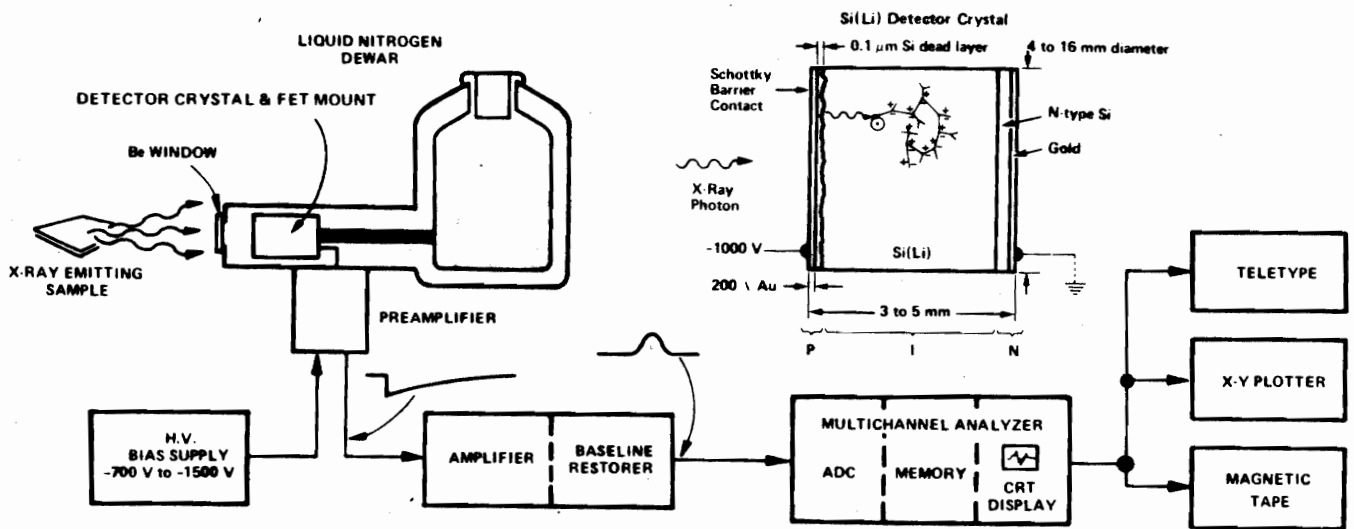 Si(Li) Detector Crystal
LIQUID NITROGEN
DEWAR
0.1 μm Si dead layer
4 to 16 mm diameter
DETECTOR CRYSTAL & FET MOUNT
Schottky
Barrier
Contact
N-type Si
Be WINDOW
Gold
X-Ray
Photon
-1000 V
Si(Li)
X-RAY EMITTING
SAMPLE
200 \ Au
TELETYPE
PREAMPLIFIER
3 to 5 mm
P
I
N
X-Y PLOTTER
H.V.
BIAS SUPPLY
-700 V to -1500 V
AMPLIFIER
BASELINE
RESTORER
MULTICHANNEL ANALYZER
ADC
MEMORY
CRT
DISPLAY
MAGNETIC
TAPE